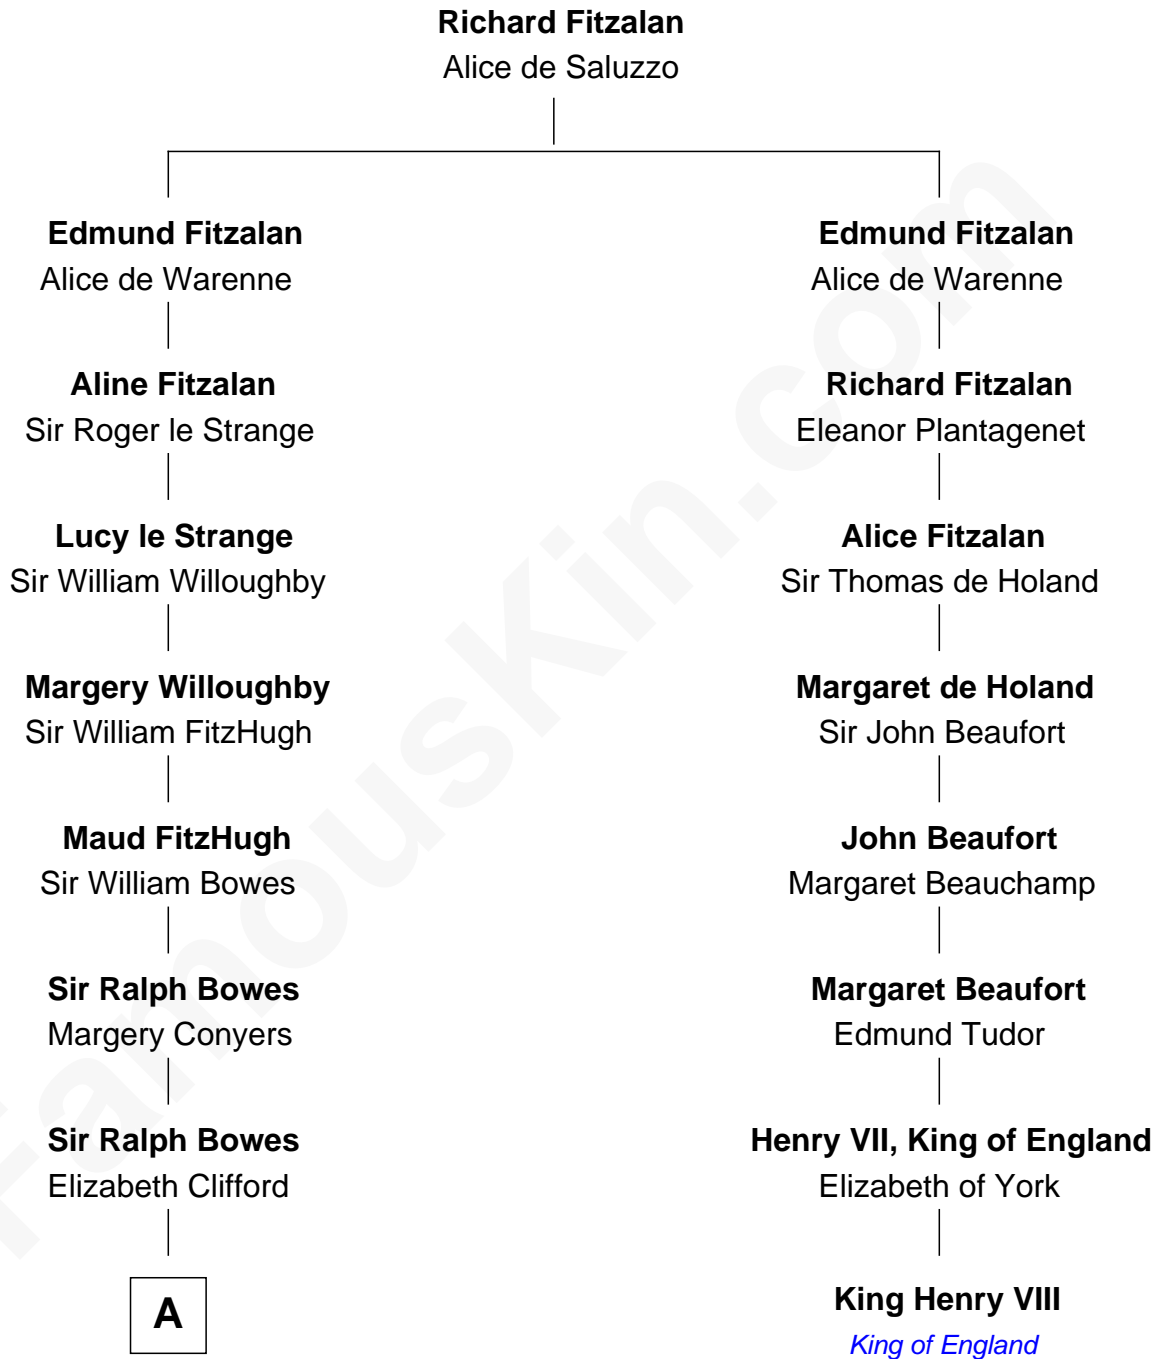 Richard Fitzalan
Alice de Saluzzo
Edmund Fitzalan
Alice de Warenne
Edmund Fitzalan
Alice de Warenne
Aline Fitzalan
Sir Roger le Strange
Richard Fitzalan
Eleanor Plantagenet
Lucy le Strange
Sir William Willoughby
Alice Fitzalan
Sir Thomas de Holand
Margery Willoughby
Sir William FitzHugh
Margaret de Holand
Sir John Beaufort
Maud FitzHugh
Sir William Bowes
John Beaufort
Margaret Beauchamp
Sir Ralph Bowes
Margery Conyers
Margaret Beaufort
Edmund Tudor
Sir Ralph Bowes
Elizabeth Clifford
Henry VII, King of England
Elizabeth of York
A
King Henry VIII
King of England
FamousKin.com